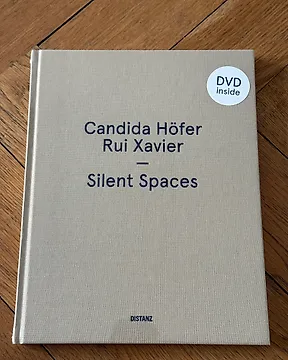 DVD
inside
Candida Höfer
Rui Xavier
—
Silent Spaces
DISTANZ